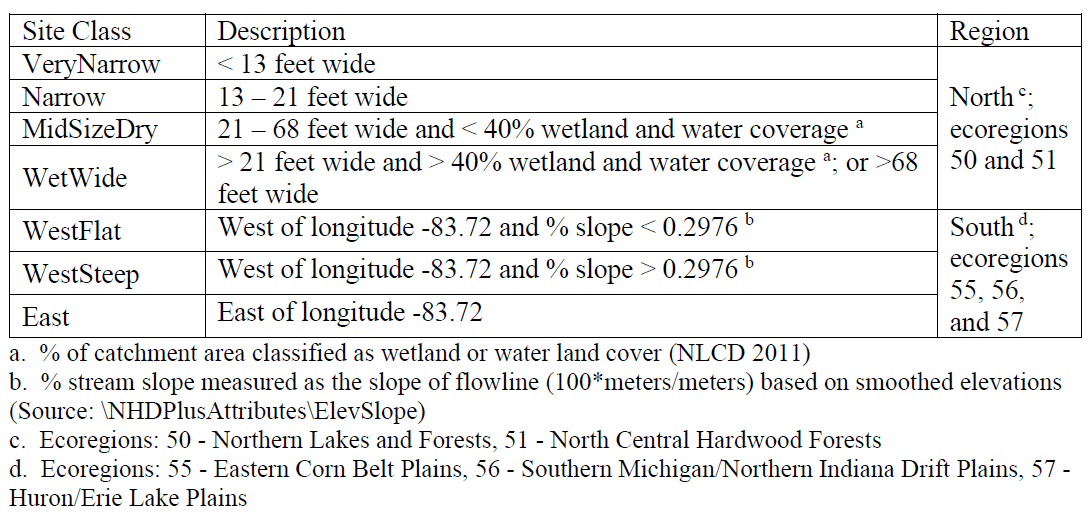 Site Class Description Region
VeryNarrow < 13 feet wide
Narrow 13 – 21 feet wide
MidSizeDry 21 – 68 feet wide and < 40% wetland and water coverage a
WetWide > 21 feet wide and > 40% wetland and water coverage a; or >68
feet wide
North c;
ecoregions
50 and 51
WestFlat West of longitude -83.72 and % slope < 0.2976 b
WestSteep West of longitude -83.72 and % slope > 0.2976 b
East East of longitude -83.72
South d;
ecoregions
55, 56,
and 57
a. % of catchment area classified as wetland or water land cover (NLCD 2011)
b. % stream slope measured as the slope of flowline (100*meters/meters) based on smoothed elevations
(Source: \NHDPlusAttributes\ElevSlope)
c. Ecoregions: 50 - Northern Lakes and Forests, 51 - North Central Hardwood Forests
d. Ecoregions: 55 - Eastern Corn Belt Plains, 56 - Southern Michigan/Northern Indiana Drift Plains, 57 -
Huron/Erie Lake Plains